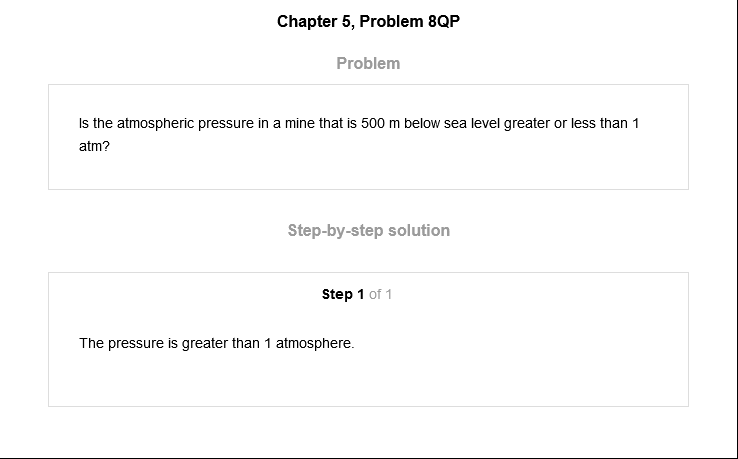 Chapter 5, Problem 8QP
Problem
Is the atmospheric pressure in a mine that is 500 m below sea level greater or less than 1
atm?
Step-by-step solution
Step 1 of 1
The pressure is greater than 1 atmosphere.